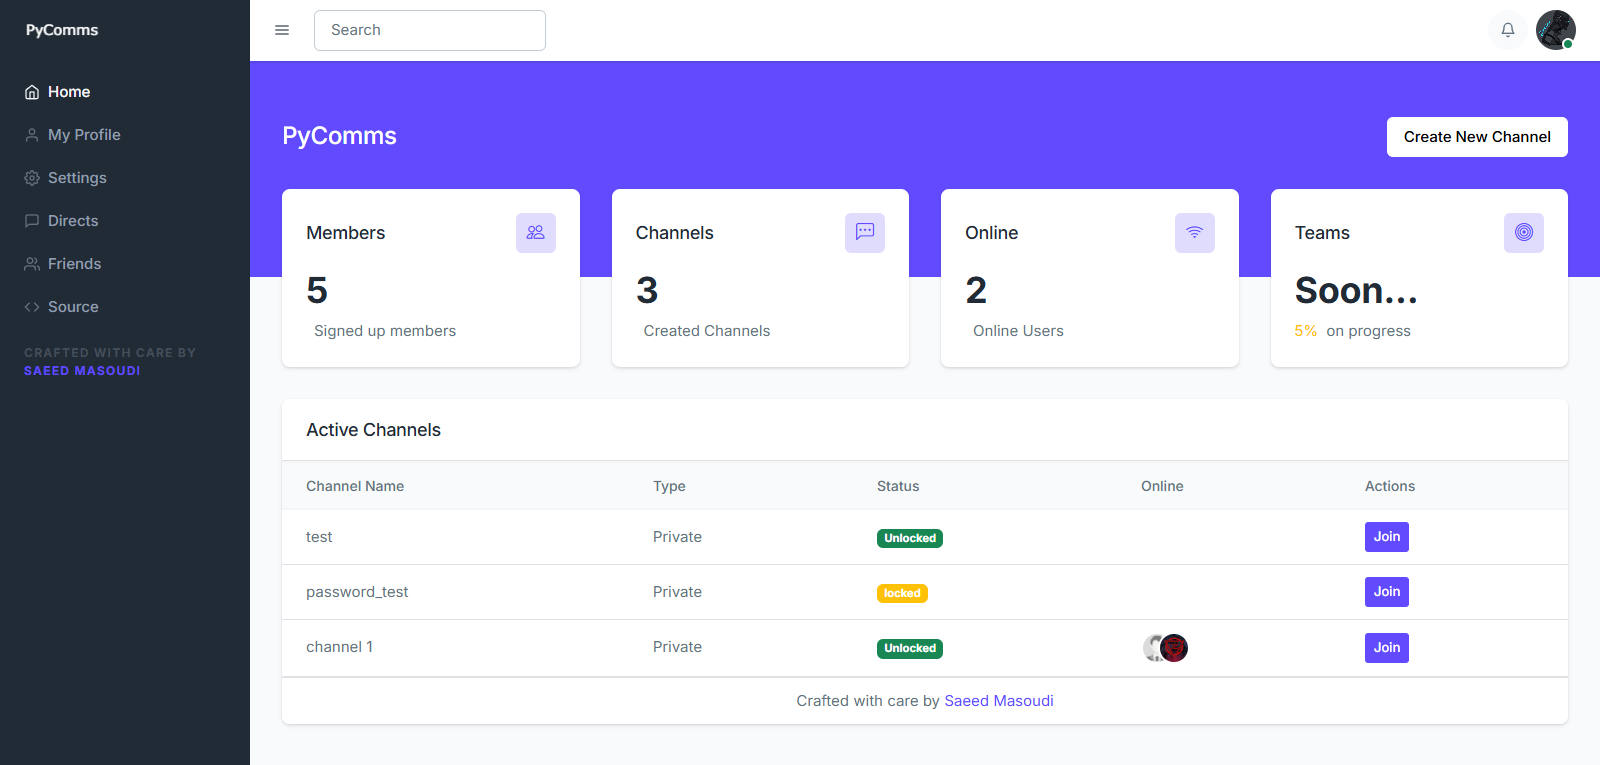 PyComms
Home
My Profile
Settings
Directs
Friends
Source
CRAFTED WITH CARE BY
SAEED MASOUDI
Search
PyComms
Create New Channel
Members
5
Signed up members
Channels
3
Created Channels
Online
2
Online Users
Teams
Soon...
5% on progress
Active Channels
Channel Name Type Status Online Actions
test Private Unlocked Join
password_test Private locked Join
channel 1 Private Unlocked Join
Crafted with care by Saeed Masoudi